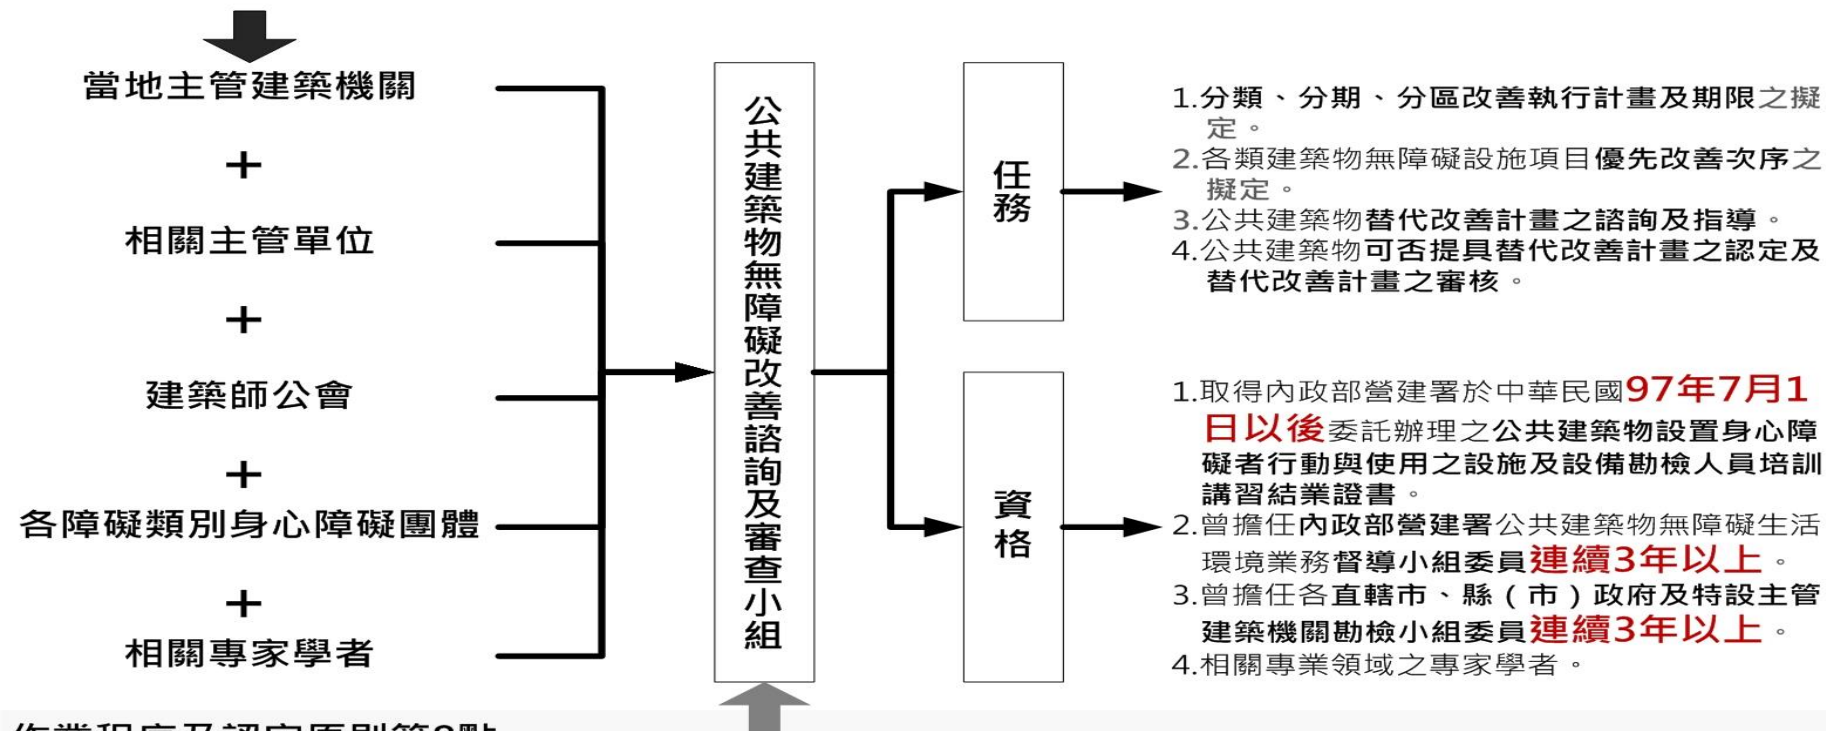 當地主管建築機關
+
相關主管單位
+
建築師公會
+
各障礙類別身心障礙團體
+
相關專家學者
公共建築物無障礙改善諮詢及審查小組
任務
1.分類、分期、分區改善執行計畫及期限之擬
定。
2.各類建築物無障礙設施項目優先改善次序之
擬定。
3.公共建築物替代改善計畫之諮詢及指導。
4.公共建築物可否提具替代改善計畫之認定及
替代改善計畫之審核。
資格
1.取得內政部營建署於中華民國97年7月1
日以後委託辦理之公共建築物設置身心障
礙者行動與使用之設施及設備勘檢人員培訓
講習結業證書。
2.曾擔任內政部營建署公共建築物無障礙生活
環境業務督導小組委員連續3年以上。
3.曾擔任各直轄市、縣（市）政府及特設主管
建築機關勘檢小組委員連續3年以上。
4.相關專業領域之專家學者。